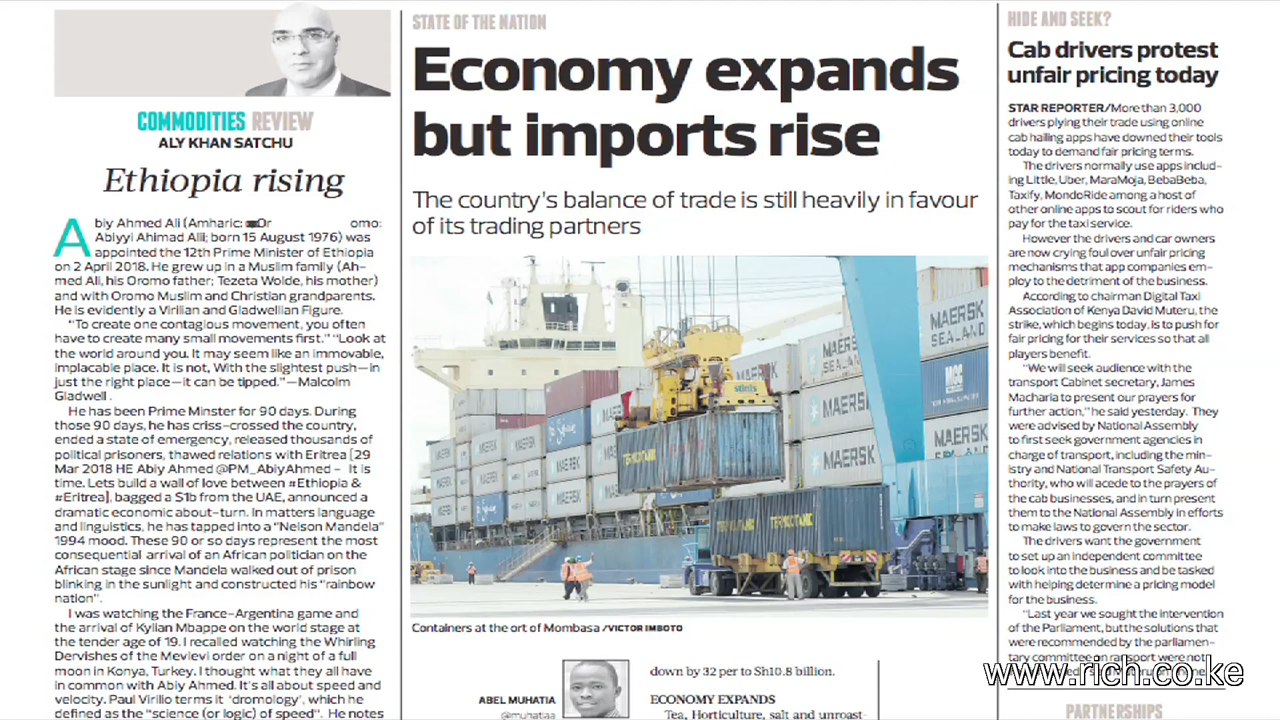 COMMODITIES REVIEW
ALY KHAN SATCHU
Ethiopia rising
Abiy Ahmed Ali (Amharic: Or omo:
Abiyyi Ahimad Alii; born 15 August 1976) was
appointed the 12th Prime Minister of Ethiopia
on 2 April 2018. He grew up in a Muslim family (Ah-
med Ali, his Oromo father; Tezeta Wolde, his mother)
and with Oromo Muslim and Christian grandparents.
He is evidently a Virilian and Gladwellian Figure.
"To create one contagious movement, you often
have to create many small movements first." "Look at
the world around you. It may seem like an immovable,
implacable place. It is not, With the slightest push—in
just the right place—it can be tipped."—Malcolm
Gladwell .
He has been Prime Minster for 90 days. During
those 90 days, he has criss-crossed the country,
ended a state of emergency, released thousands of
political prisoners, thawed relations with Eritrea [29
Mar 2018 HE Abiy Ahmed @PM_AbiyAhmed - It is
time. Lets build a wall of love between #Ethiopia &
#Eritrea], bagged a $1b from the UAE, announced a
dramatic economic about-turn. In matters language
and linguistics, he has tapped into a "Nelson Mandela"
1994 mood. These 90 or so days represent the most
consequential arrival of an African politician on the
African stage since Mandela walked out of prison
blinking in the sunlight and constructed his "rainbow
nation".
I was watching the France-Argentina game and
the arrival of Kylian Mbappe on the world stage at
the tender age of 19. I recalled watching the Whirling
Dervishes of the Mevlevi order on a night of a full
moon in Konya, Turkey. I thought what they all have
in common with Abiy Ahmed. It's all about speed and
velocity. Paul Virilio terms it 'dromology', which he
defined as the "science (or logic) of speed". He notes
STATE OF THE NATION
Economy expands
but imports rise
The country's balance of trade is still heavily in favour
of its trading partners
MAERSK
SEALAND
MAERSK
MAERSK
MAERSK
MCC
Containers at the ort of Mombasa /VICTOR IMBOTO
ABEL MUHATIA
@muhatiaa
down by 32 per to Sh10.8 billion.
ECONOMY EXPANDS
Tea, Horticulture, salt and unroast-
HIDE AND SEEK?
Cab drivers protest
unfair pricing today
STAR REPORTER/More than 3,000
drivers plying their trade using online
cab hailing apps have downed their tools
today to demand fair pricing terms.
The drivers normally use apps includ-
ing Little, Uber, MaraMoja, BebaBeba,
Taxify, MondoRide among a host of
other online apps to scout for riders who
pay for the taxi service.
However the drivers and car owners
are now crying foul over unfair pricing
mechanisms that app companies em-
ploy to the detriment of the business.
According to chairman Digital Taxi
Association of Kenya David Muteru, the
strike, which begins today, is to push for
fair pricing for their services so that all
players benefit.
"We will seek audience with the
transport Cabinet secretary, James
Macharia to present our prayers for
further action," he said yesterday. They
were advised by National Assembly
to first seek government agencies in
charge of transport, including the min-
istry and National Transport Safety Au-
thority, who will acede to the prayers of
the cab businesses, and in turn present
them to the National Assembly in efforts
to make laws to govern the sector.
The drivers want the government
to set up an independent committee
to look into the business and be tasked
with helping determine a pricing model
for the business.
"Last year we sought the intervention
of the Parliament, but the solutions that
were recommended by the parliamen-
tary committee on ransport were not
www.rich.co.ke
PARTNERSHIPS